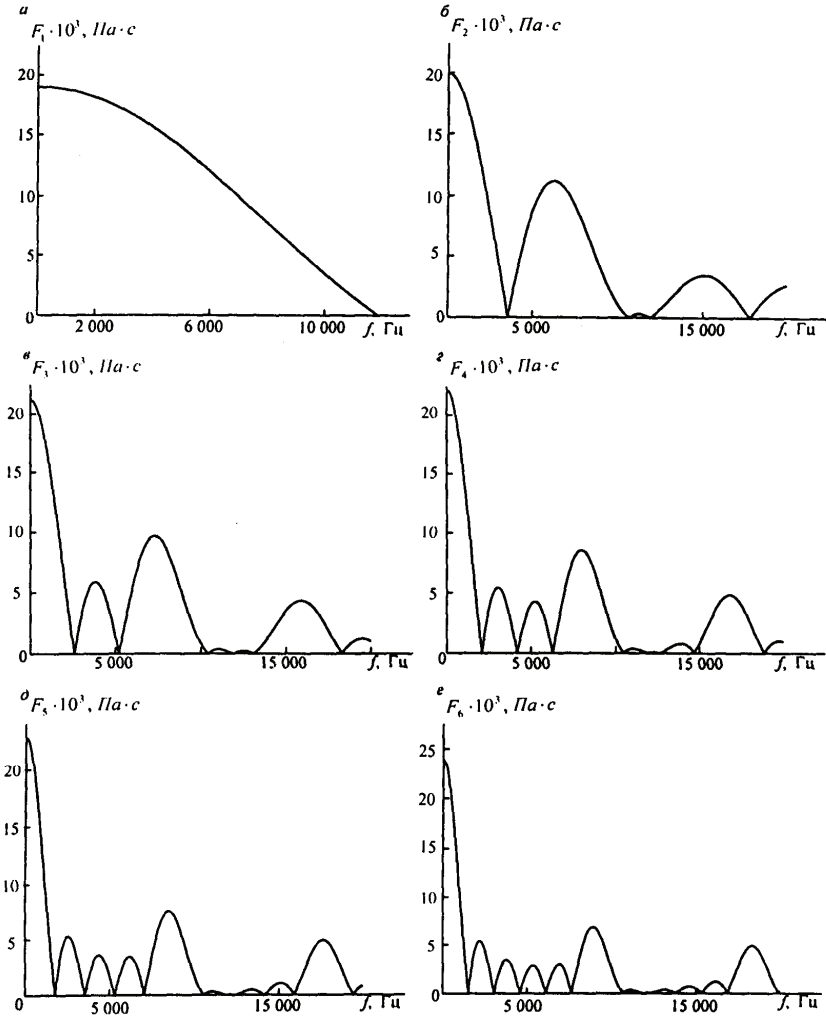 а
F₁ · 10³, Па·с
20
15
10
5
0
2 000
6 000
10 000
f, Гц
б
F₂ · 10³, Па·с
20
15
10
5
0
5 000
15 000
f, Гц
в
F₃ · 10³, Па·с
20
15
10
5
0
5 000
15 000
f, Гц
г
F₄ · 10³, Па·с
20
15
10
5
0
5 000
15 000
f, Гц
д
F₅ · 10³, Па·с
20
15
10
5
0
5 000
15 000
f, Гц
е
F₆ · 10³, Па·с
25
20
15
10
5
0
5 000
15 000
f, Гц